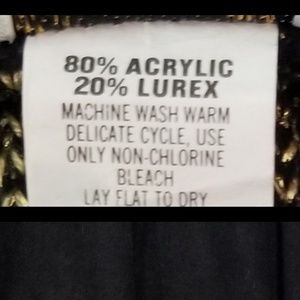 80% ACRYLIC
20% LUREX
MACHINE WASH WARM
DELICATE CYCLE, USE
ONLY NON-CHLORINE
BLEACH
LAY FLAT TO DRY